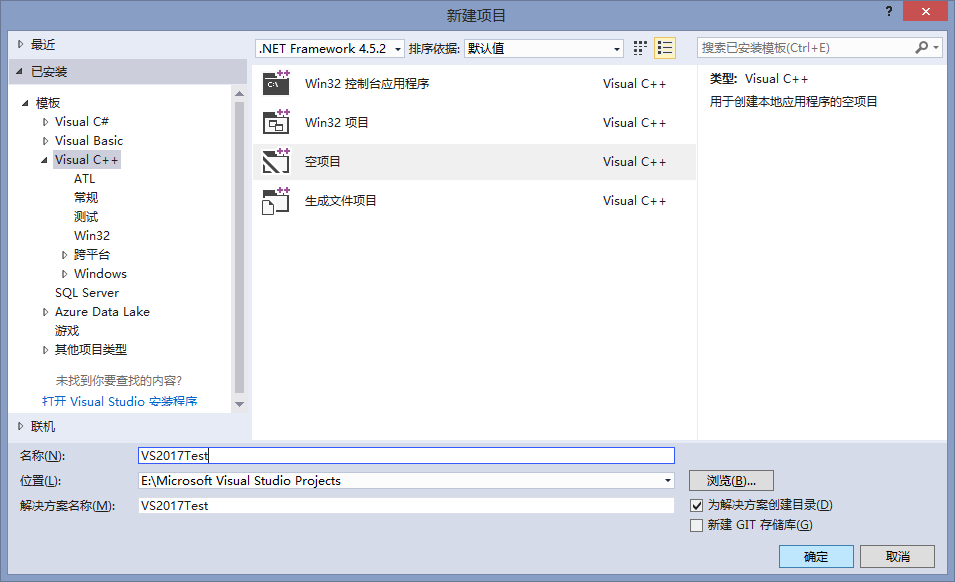 新建项目
?
最近
.NET Framework 4.5.2
排序依据:
默认值
搜索已安装模板(Ctrl+E)
已安装
模板
Visual C#
Visual Basic
Visual C++
ATL
常规
测试
Win32
跨平台
Windows
SQL Server
Azure Data Lake
游戏
其他项目类型
未找到你要查找的内容?
打开 Visual Studio 安装程序
联机
C:\
Win32 控制台应用程序 Visual C++
Win32 项目 Visual C++
空项目 Visual C++
生成文件项目 Visual C++
类型: Visual C++
用于创建本地应用程序的空项目
名称(N): VS2017Test
位置(L): E:\Microsoft Visual Studio Projects
浏览(B)...
解决方案名称(M): VS2017Test
为解决方案创建目录(D)
新建 GIT 存储库(G)
确定
取消